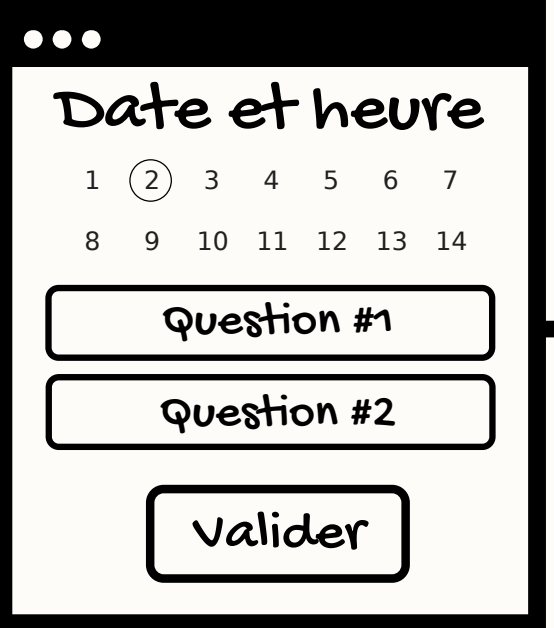 Date et heure
1 2 3 4 5 6 7
8 9 10 11 12 13 14
Question #1
Question #2
Valider